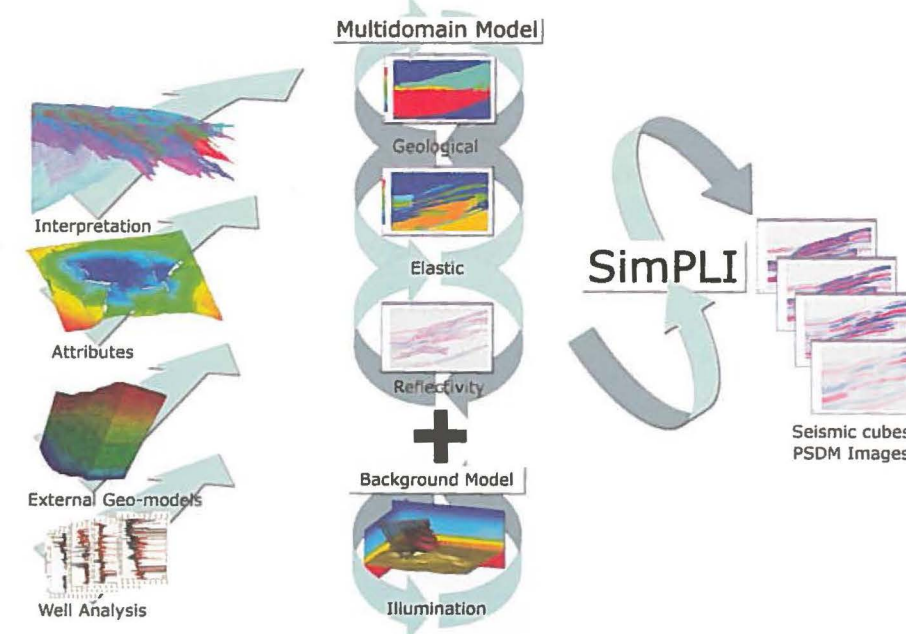 Multidomain Model
Geological
Elastic
Reflectivity
Background Model
Illumination
Interpretation
Attributes
External Geo-models
Well Analysis
SimPLI
Seismic cubes
PSDM Images